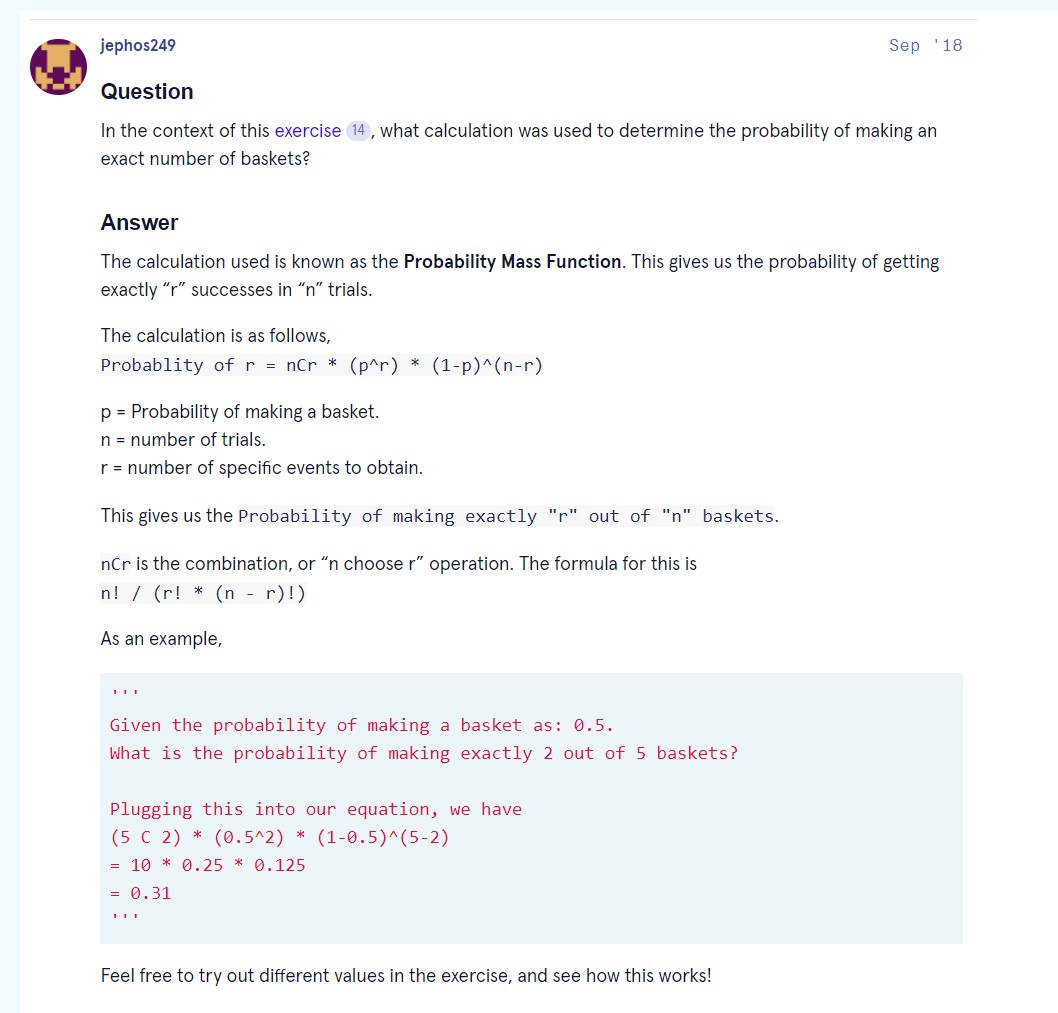 jephos249
Sep '18
Question
In the context of this exercise 14, what calculation was used to determine the probability of making an
exact number of baskets?
Answer
The calculation used is known as the Probability Mass Function. This gives us the probability of getting
exactly “r” successes in “n” trials.
The calculation is as follows,
Probablity of r = nCr * (p^r) * (1-p)^(n-r)
p = Probability of making a basket.
n = number of trials.
r = number of specific events to obtain.
This gives us the Probability of making exactly "r" out of "n" baskets.
nCr is the combination, or “n choose r” operation. The formula for this is
n! / (r! * (n - r)!)
As an example,
'''
Given the probability of making a basket as: 0.5.
What is the probability of making exactly 2 out of 5 baskets?
Plugging this into our equation, we have
(5 C 2) * (0.5^2) * (1-0.5)^(5-2)
= 10 * 0.25 * 0.125
= 0.31
'''
Feel free to try out different values in the exercise, and see how this works!